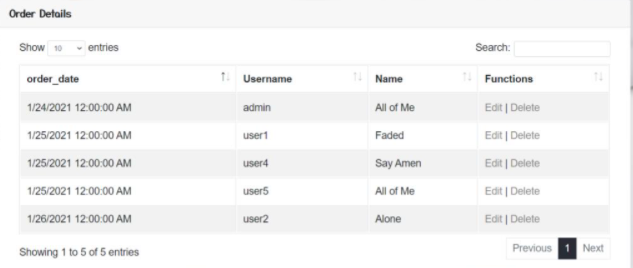 Order Details
Show 10 entries Search:
order_date Username Name Functions
1/24/2021 12:00:00 AM admin All of Me Edit | Delete
1/25/2021 12:00:00 AM user1 Faded Edit | Delete
1/25/2021 12:00:00 AM user4 Say Amen Edit | Delete
1/25/2021 12:00:00 AM user5 All of Me Edit | Delete
1/26/2021 12:00:00 AM user2 Alone Edit | Delete
Showing 1 to 5 of 5 entries Previous 1 Next